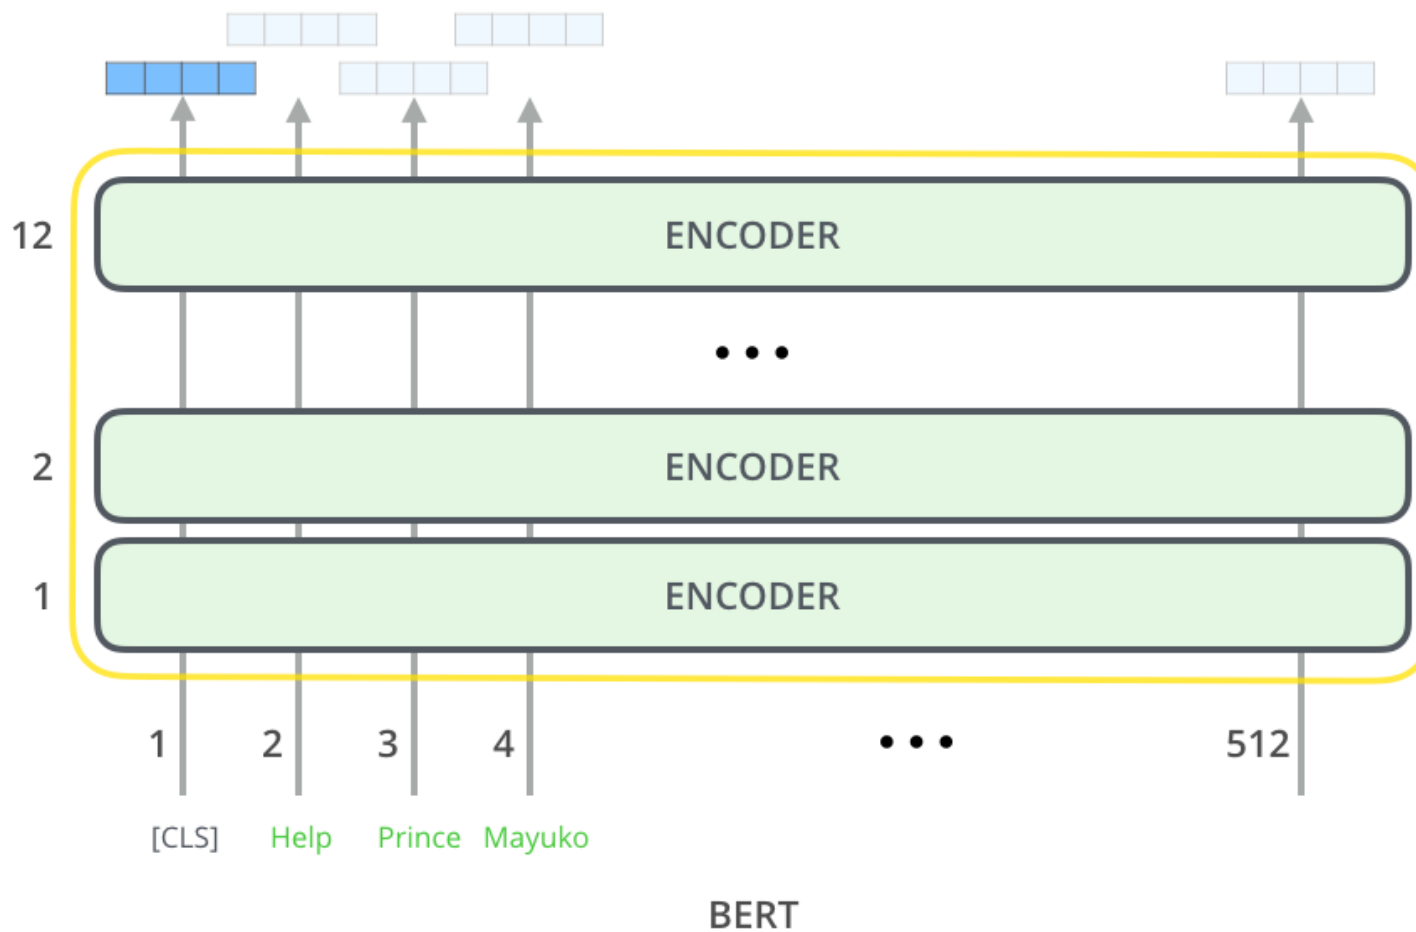 12 ENCODER
...
2 ENCODER
1 ENCODER
1 2 3 4 ... 512
[CLS] Help Prince Mayuko
BERT